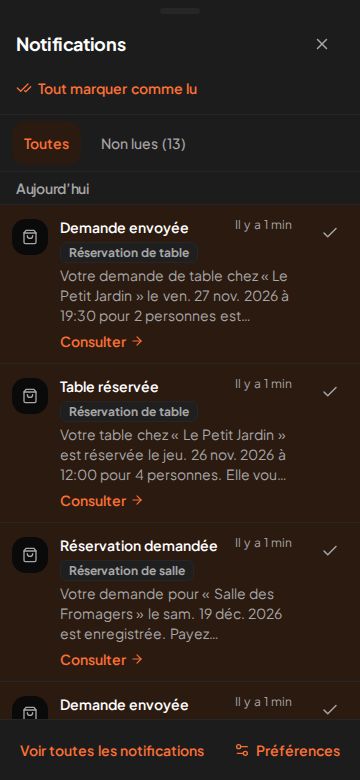 Notifications
Tout marquer comme lu
Toutes
Non lues (13)
Aujourd'hui
Demande envoyée
Il y a 1 min
Réservation de table
Votre demande de table chez « Le
Petit Jardin » le ven. 27 nov. 2026 à
19:30 pour 2 personnes est…
Consulter →
Table réservée
Il y a 1 min
Réservation de table
Votre table chez « Le Petit Jardin »
est réservée le jeu. 26 nov. 2026 à
12:00 pour 4 personnes. Elle vou…
Consulter →
Réservation demandée
Il y a 1 min
Réservation de salle
Votre demande pour « Salle des
Fromagers » le sam. 19 déc. 2026
est enregistrée. Payez…
Consulter →
Demande envoyée
Il y a 1 min
Voir toutes les notifications
Préférences